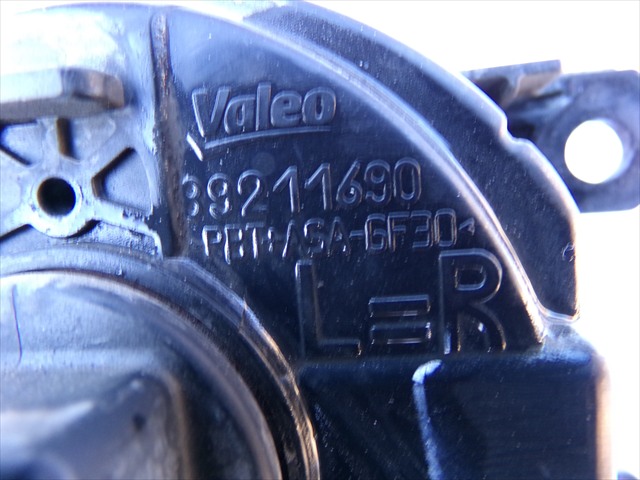 Valeo
89211690
PBT+ASA-GF30
L=R